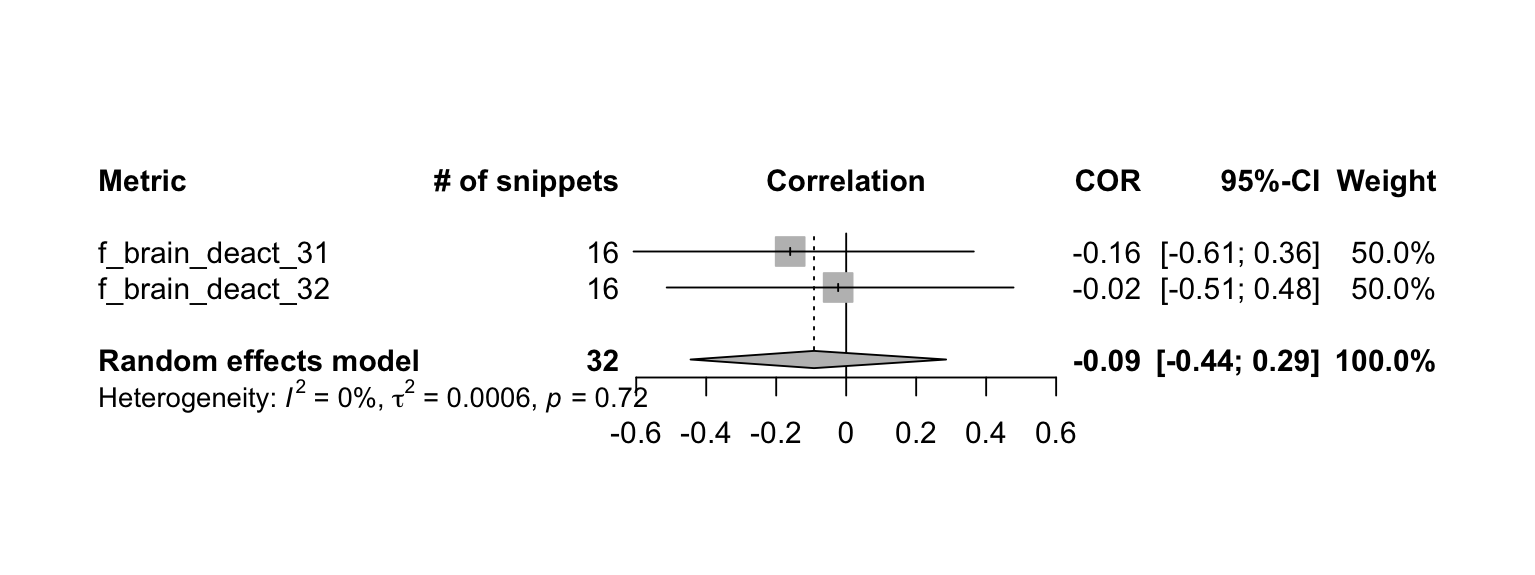 Metric # of snippets Correlation COR 95%-CI Weight
f_brain_deact_31 16 -0.16 [-0.61; 0.36] 50.0%
f_brain_deact_32 16 -0.02 [-0.51; 0.48] 50.0%
Random effects model 32 -0.09 [-0.44; 0.29] 100.0%
Heterogeneity: I² = 0%, τ² = 0.0006, p = 0.72
-0.6 -0.4 -0.2 0 0.2 0.4 0.6